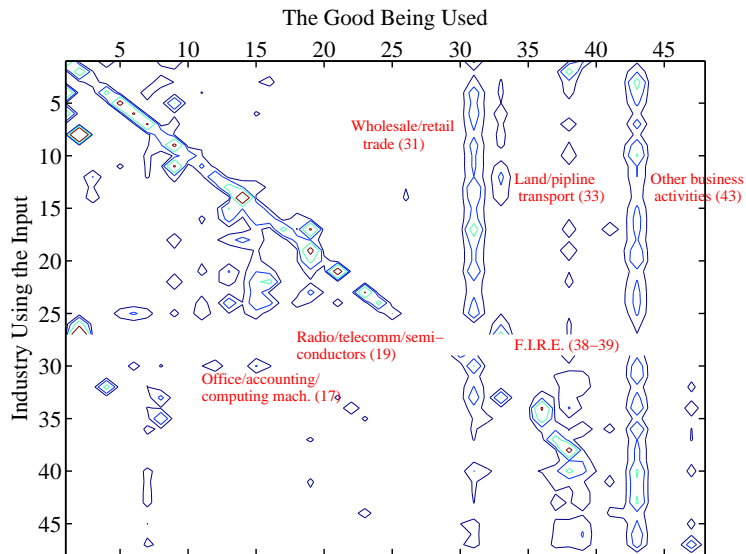 The Good Being Used
5 10 15 20 25 30 35 40 45
Industry Using the Input
5
10
15
20
25
30
35
40
45
Wholesale/retail
trade (31)
Land/pipline
transport (33)
Other business
activities (43)
Radio/telecomm/semi−
conductors (19)
F.I.R.E. (38−39)
Office/accounting/
computing mach. (17)